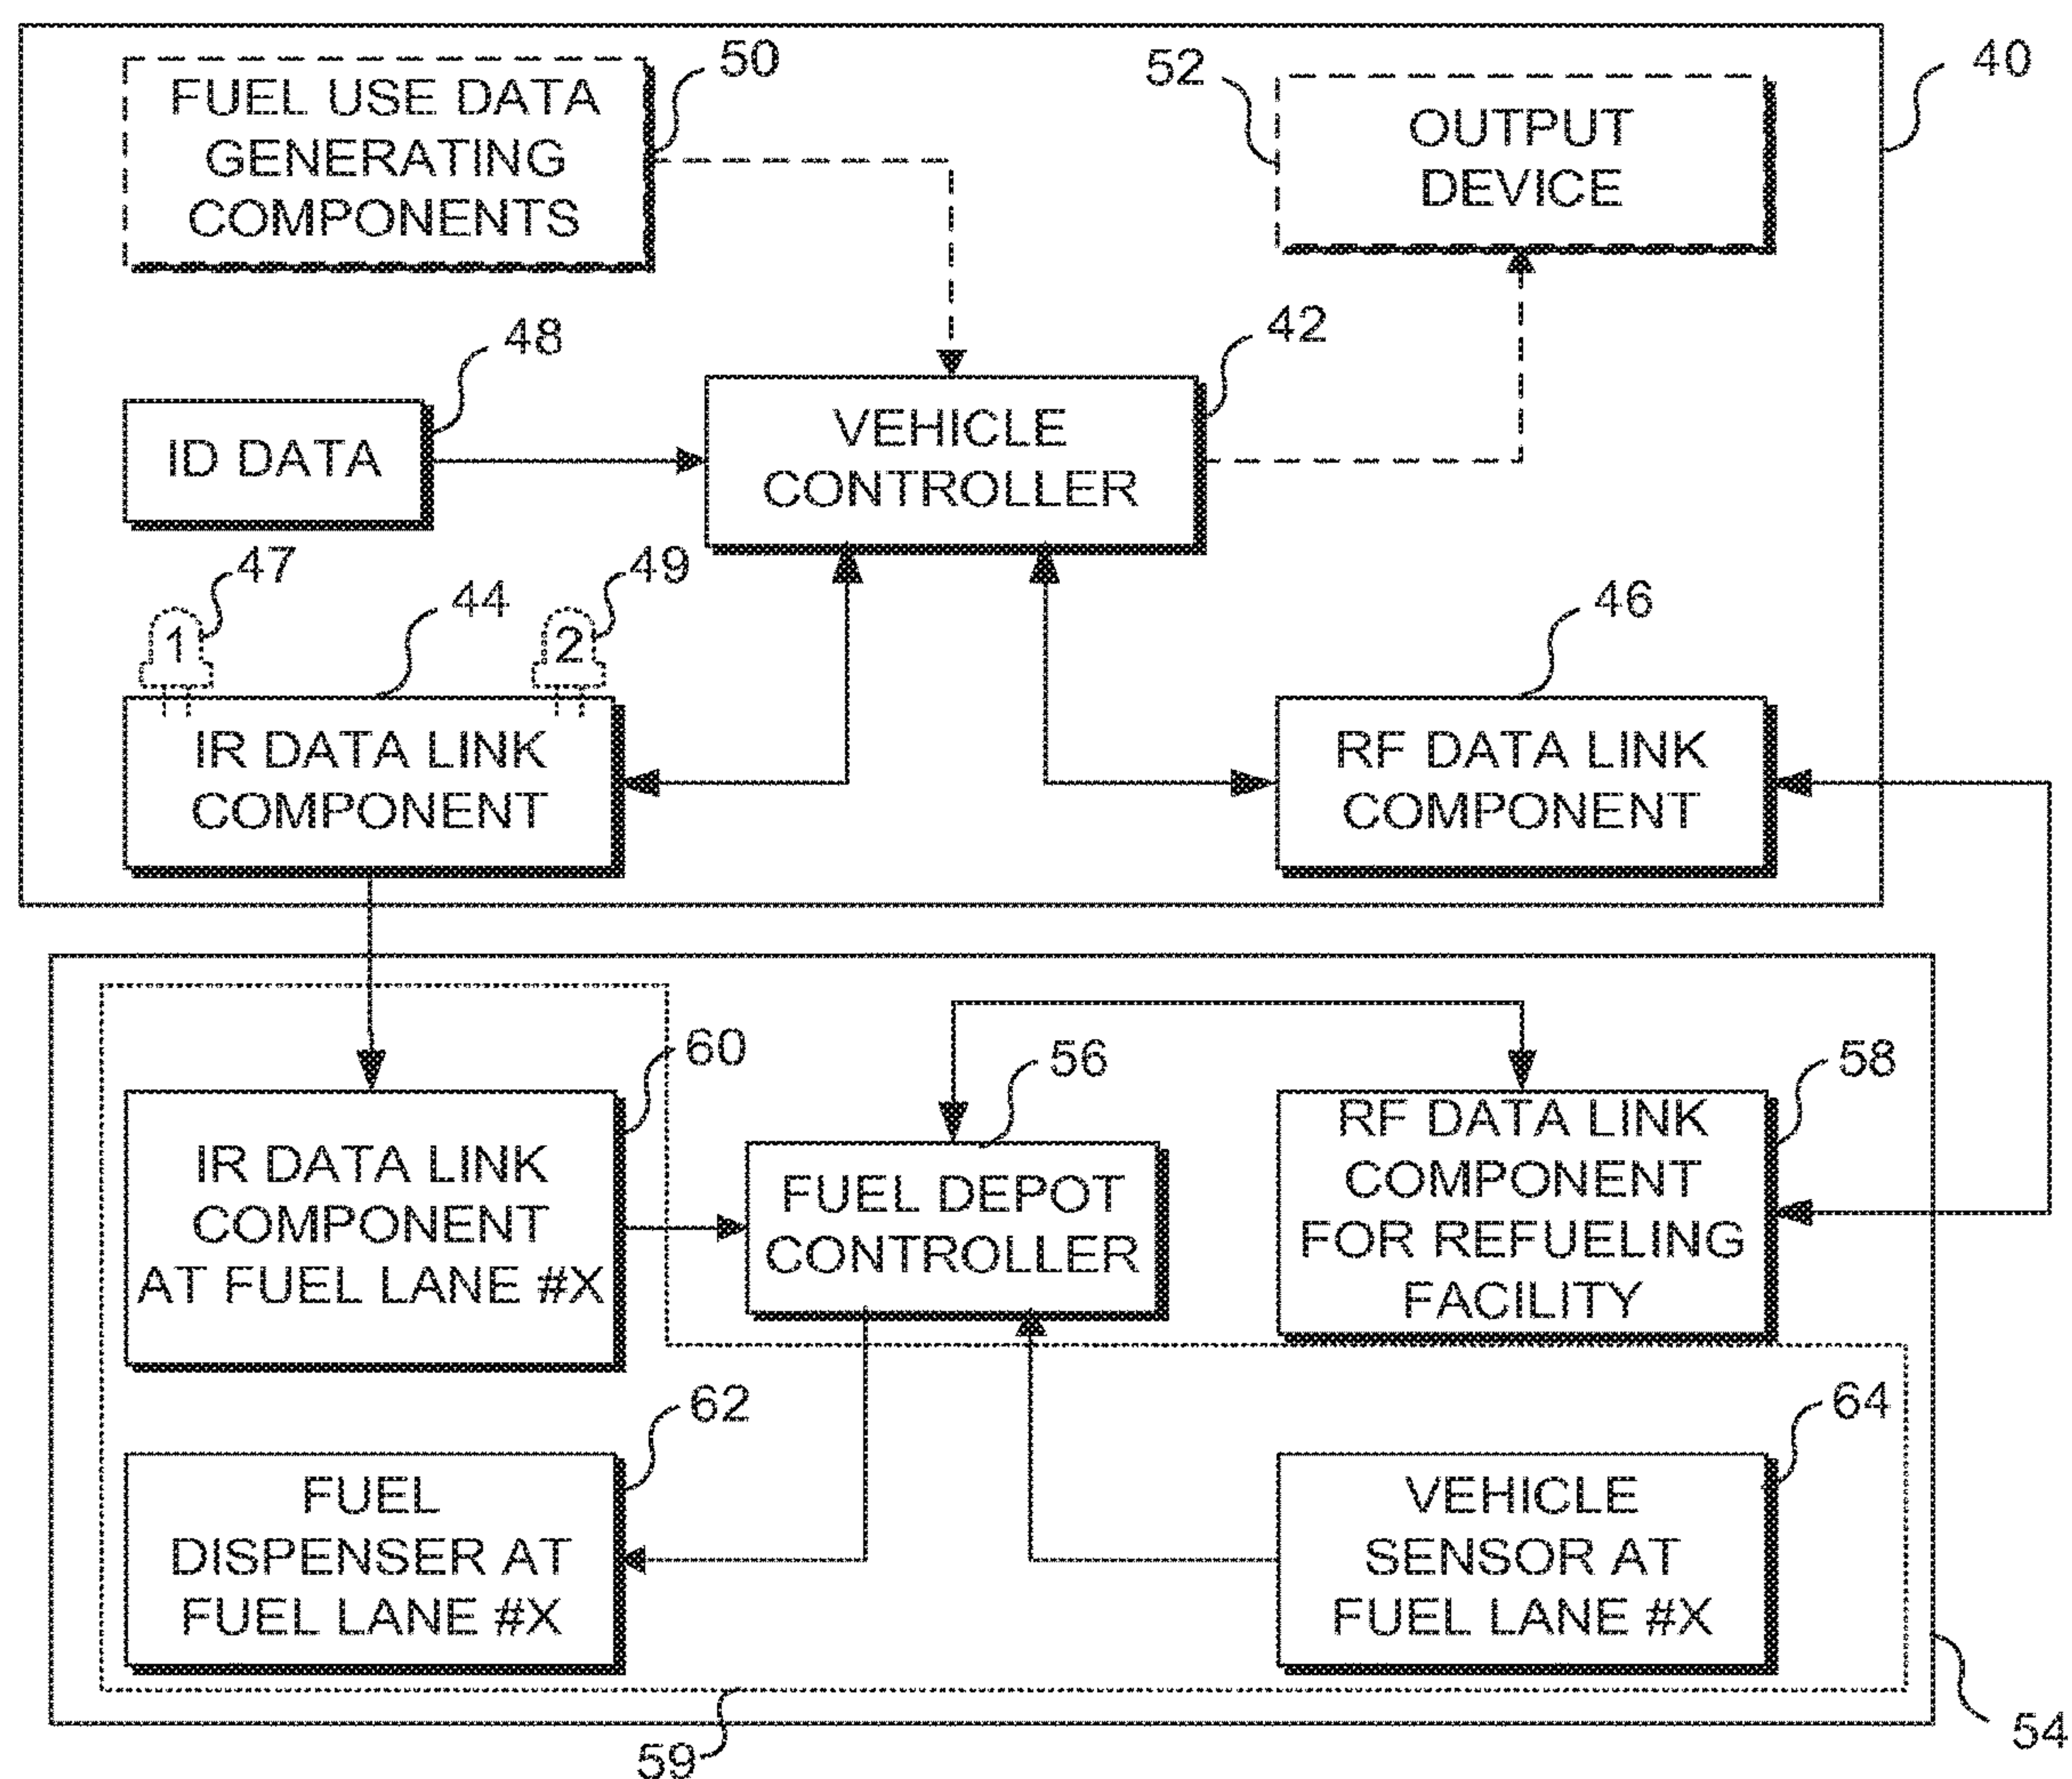 50
FUEL USE DATA
GENERATING
COMPONENTS
52
OUTPUT
DEVICE
40
48
ID DATA
42
VEHICLE
CONTROLLER
47
1
44
49
2
IR DATA LINK
COMPONENT
46
RF DATA LINK
COMPONENT
60
IR DATA LINK
COMPONENT
AT FUEL LANE #X
56
FUEL DEPOT
CONTROLLER
58
RF DATA LINK
COMPONENT
FOR REFUELING
FACILITY
62
FUEL
DISPENSER AT
FUEL LANE #X
64
VEHICLE
SENSOR AT
FUEL LANE #X
59
54